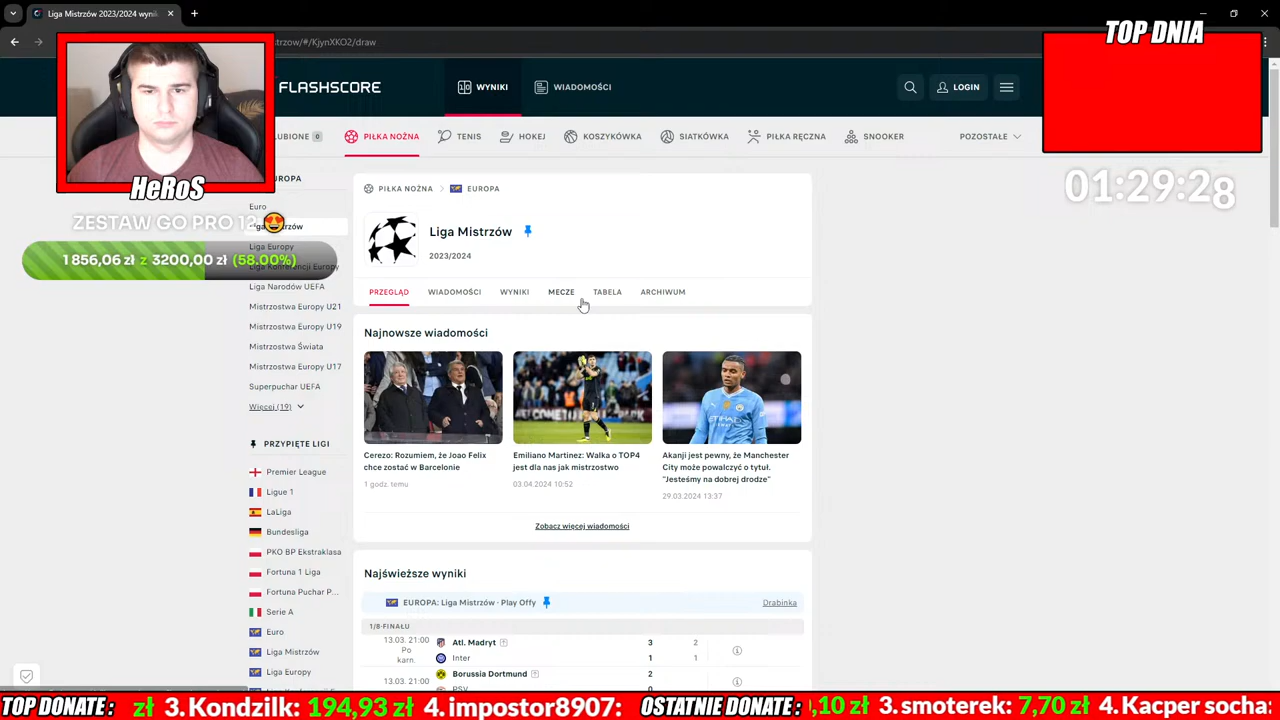 Liga Mistrzów 2023/2024 wyni
TOP DNIA
/#/KjynXKO2/draw
FLASHSCORE
WYNIKI
WIADOMOŚCI
LOGIN
PIŁKA NOŻNA
TENIS
HOKEJ
KOSZYKÓWKA
SIATKÓWKA
PIŁKA RĘCZNA
SNOOKER
POZOSTAŁE
HeRoS
01:29:28
ZESTAW GO PRO 12 😍
1 856,06 zł z 3200,00 zł (58.00%)
Euro
Liga Europy
Liga Konferencji Europy
Liga Narodów UEFA
Mistrzostwa Europy U21
Mistrzostwa Europy U19
Mistrzostwa Świata
Mistrzostwa Europy U17
Superpuchar UEFA
Więcej (19)
PRZYPIĘTE LIGI
Premier League
Ligue 1
LaLiga
Bundesliga
PKO BP Ekstraklasa
Fortuna 1 Liga
Fortuna Puchar P...
Serie A
Euro
Liga Mistrzów
Liga Europy
PIŁKA NOŻNA
EUROPA
Liga Mistrzów
2023/2024
PRZEGLĄD
WIADOMOŚCI
WYNIKI
MECZE
TABELA
ARCHIWUM
Najnowsze wiadomości
Cerezo: Rozumiem, że Joao Felix
chce zostać w Barcelonie
1 godz. temu
Emiliano Martinez: Walka o TOP4
jest dla nas jak mistrzostwo
03.04.2024 10:52
Akanji jest pewny, że Manchester
City może powalczyć o tytuł.
"Jesteśmy na dobrej drodze"
29.03.2024 13:37
Zobacz więcej wiadomości
Najświeższe wyniki
EUROPA: Liga Mistrzów - Play Offy
Drabinka
1/8-FINAŁU
13.03. 21:00
Po
karn.
Atl. Madryt 3 2
Inter 1 1
13.03. 21:00
Borussia Dortmund 2
PSV 0
TOP DONATE : zł 3. Kondzilk: 194,93 zł 4. impostor8907:
OSTATNIE DONATE : ,10 zł 3. smoterek: 7,70 zł 4. Kacper socha: